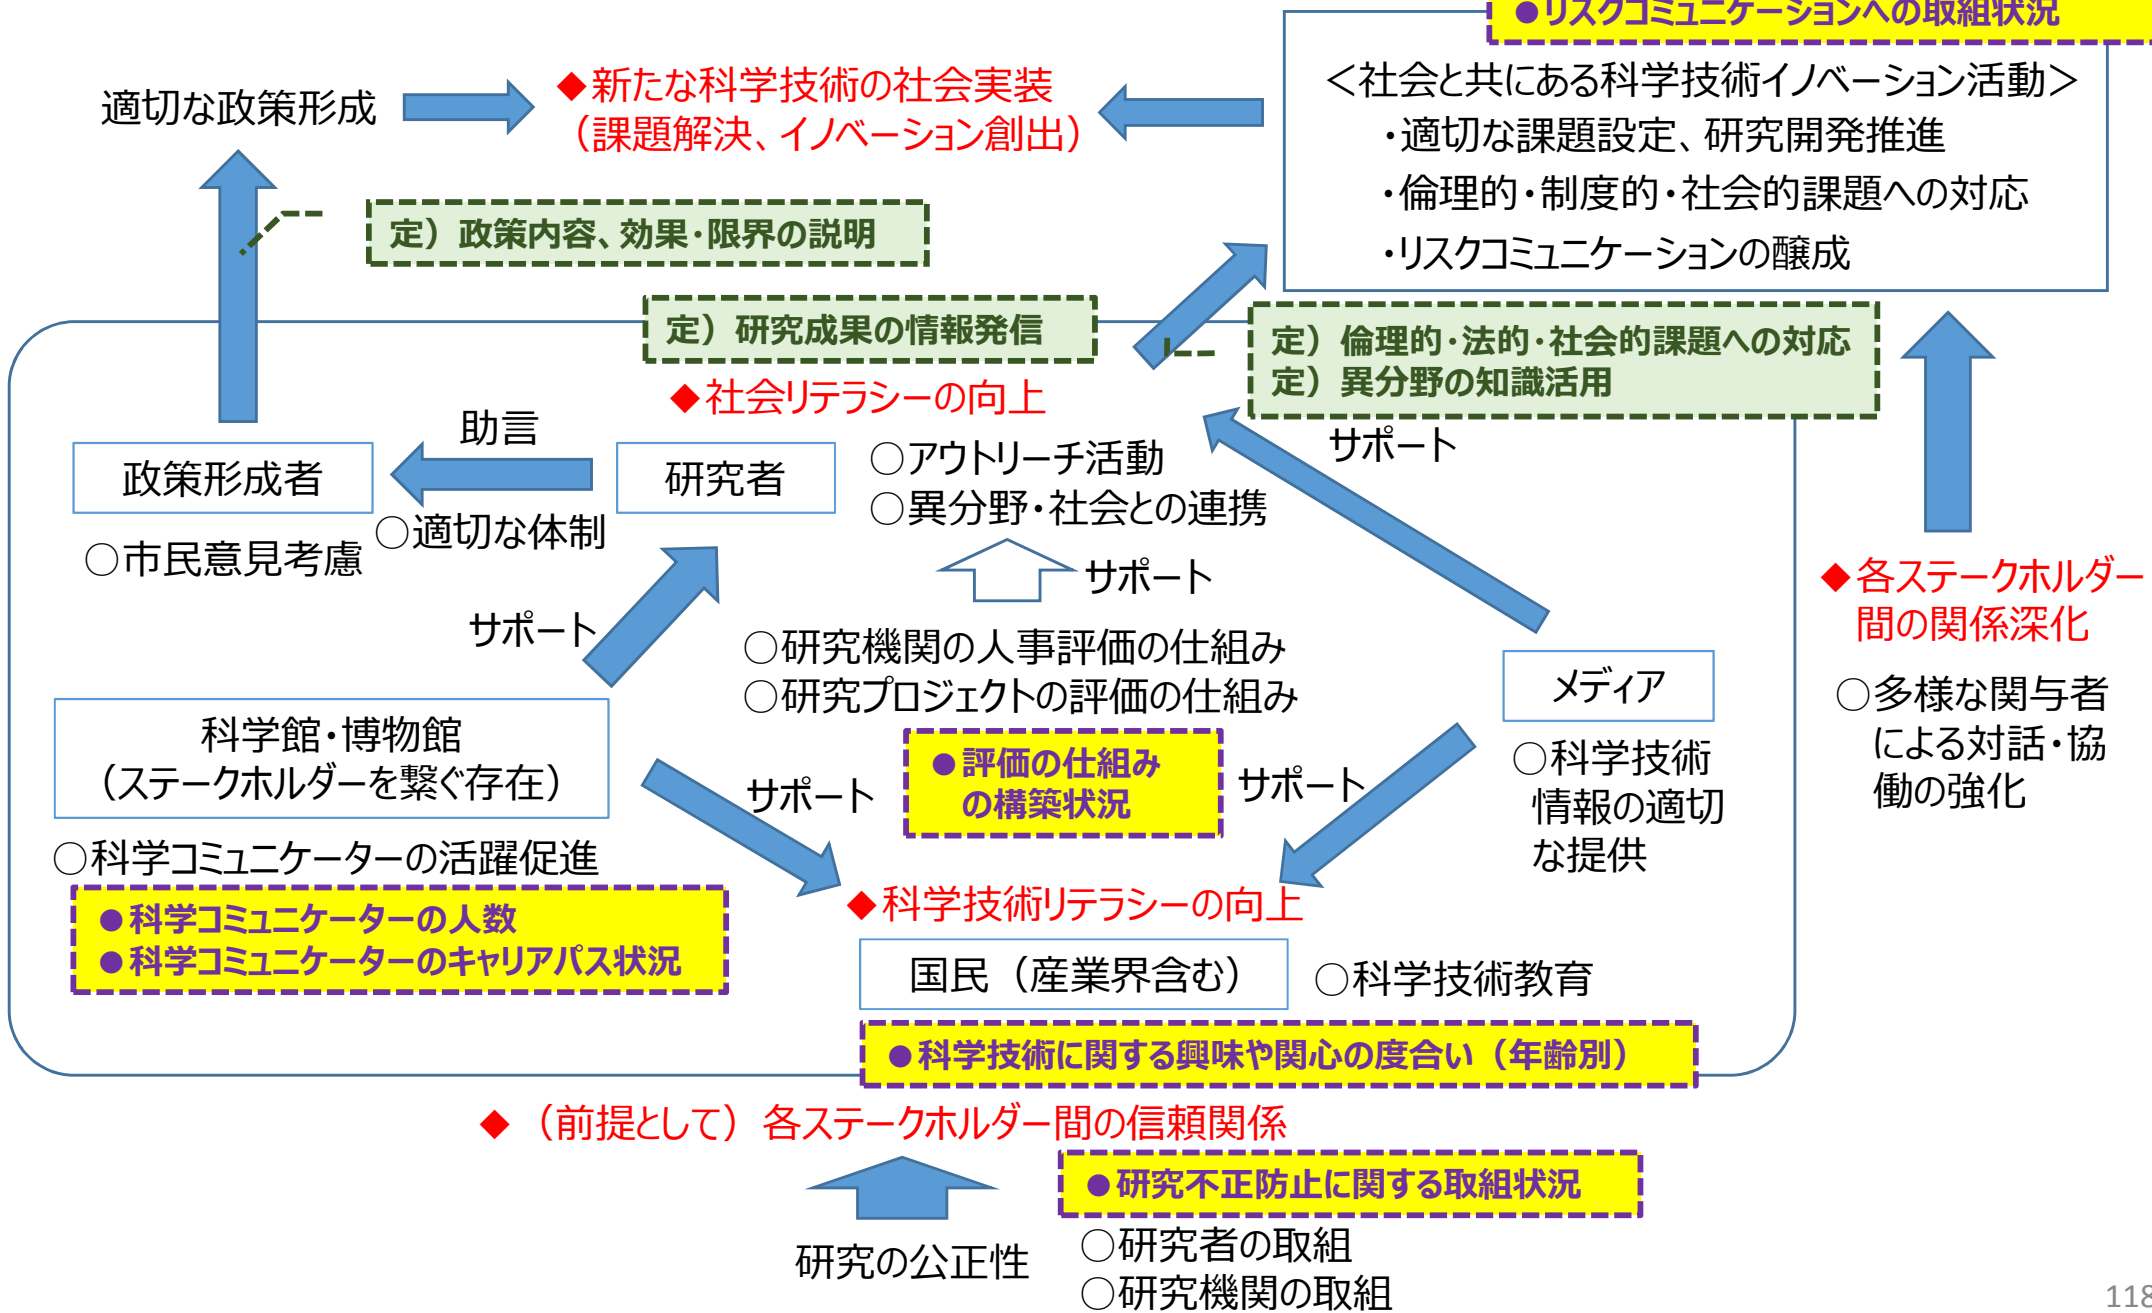 ●リスクコミュニケーションへの取組状況
適切な政策形成
◆新たな科学技術の社会実装
（課題解決、イノベーション創出）
＜社会と共にある科学技術イノベーション活動＞
・適切な課題設定、研究開発推進
・倫理的・制度的・社会的課題への対応
・リスクコミュニケーションの醸成
定）政策内容、効果・限界の説明
定）研究成果の情報発信
定）倫理的・法的・社会的課題への対応
定）異分野の知識活用
◆社会リテラシーの向上
助言
サポート
政策形成者
研究者
○アウトリーチ活動
○異分野・社会との連携
○適切な体制
○市民意見考慮
サポート
サポート
○研究機関の人事評価の仕組み
○研究プロジェクトの評価の仕組み
◆各ステークホルダー
間の関係深化
○多様な関与者
による対話・協
働の強化
メディア
○科学技術
情報の適切
な提供
科学館・博物館
（ステークホルダーを繋ぐ存在）
サポート
●評価の仕組み
の構築状況
サポート
○科学コミュニケーターの活躍促進
●科学コミュニケーターの人数
●科学コミュニケーターのキャリアパス状況
◆科学技術リテラシーの向上
国民（産業界含む）
○科学技術教育
●科学技術に関する興味や関心の度合い（年齢別）
◆（前提として）各ステークホルダー間の信頼関係
●研究不正防止に関する取組状況
研究の公正性
○研究者の取組
○研究機関の取組
118